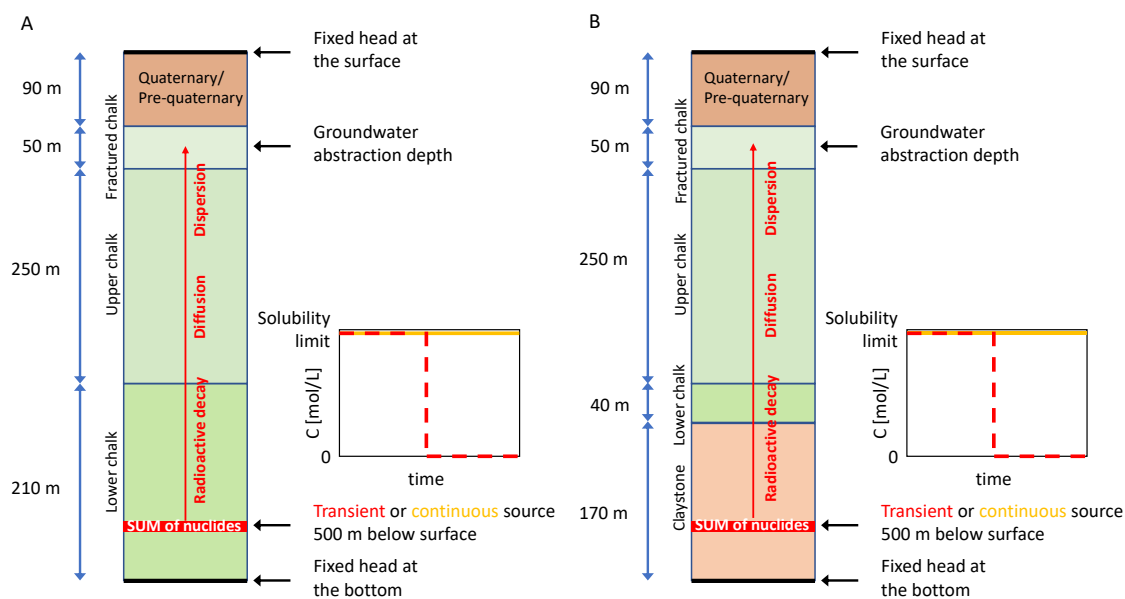 A
Fixed head at
the surface
90 m
Quaternary/
Pre-quaternary
50 m
Fractured chalk
Groundwater
abstraction depth
Dispersion
250 m
Upper chalk
Diffusion
Solubility
limit
C [mol/L]
0
time
Radioactive decay
210 m
Lower chalk
SUM of nuclides
Transient or continuous source
500 m below surface
Fixed head at
the bottom
B
Fixed head at
the surface
90 m
Quaternary/
Pre-quaternary
50 m
Fractured chalk
Groundwater
abstraction depth
Dispersion
250 m
Upper chalk
Diffusion
Solubility
limit
C [mol/L]
0
time
Radioactive decay
40 m
Lower chalk
170 m
Claystone
SUM of nuclides
Transient or continuous source
500 m below surface
Fixed head at
the bottom